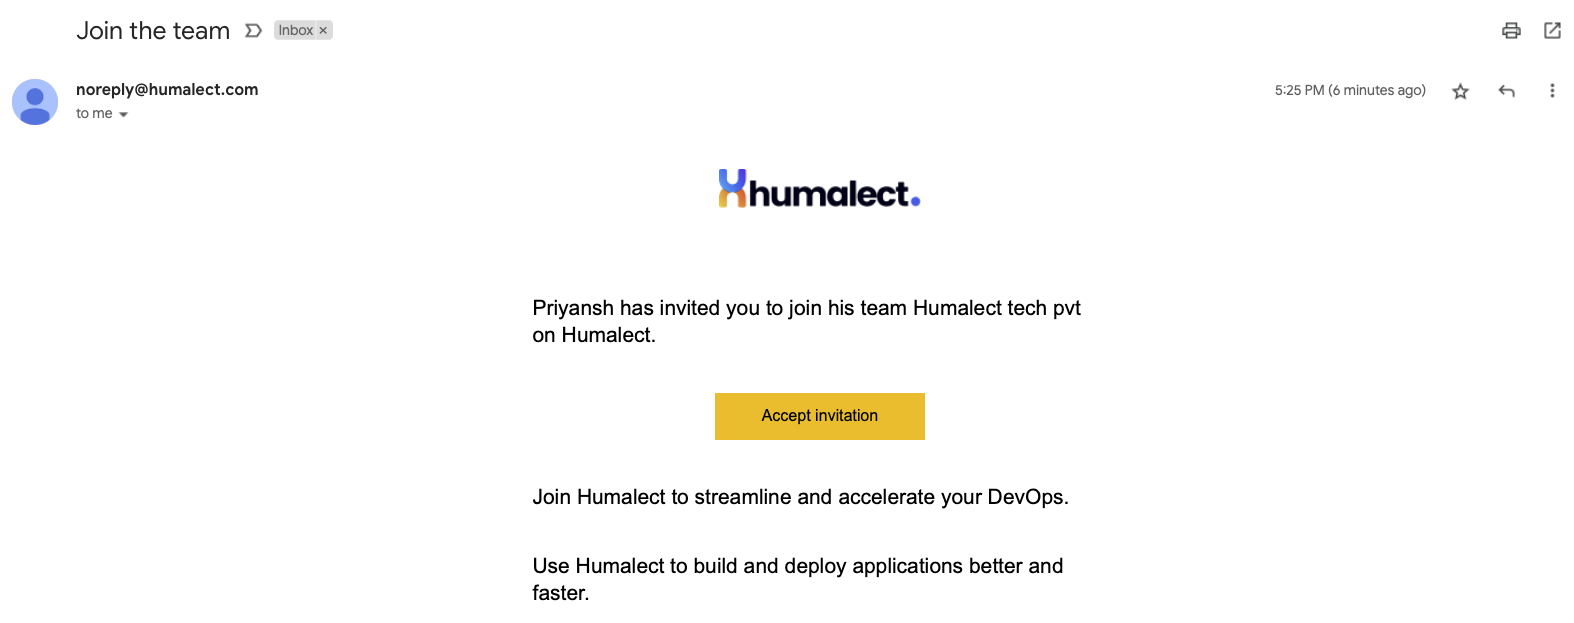 Join the team
Inbox ×
noreply@humalect.com
5:25 PM (6 minutes ago)
to me
humalect.
Priyansh has invited you to join his team Humalect tech pvt
on Humalect.
Accept invitation
Join Humalect to streamline and accelerate your DevOps.
Use Humalect to build and deploy applications better and
faster.